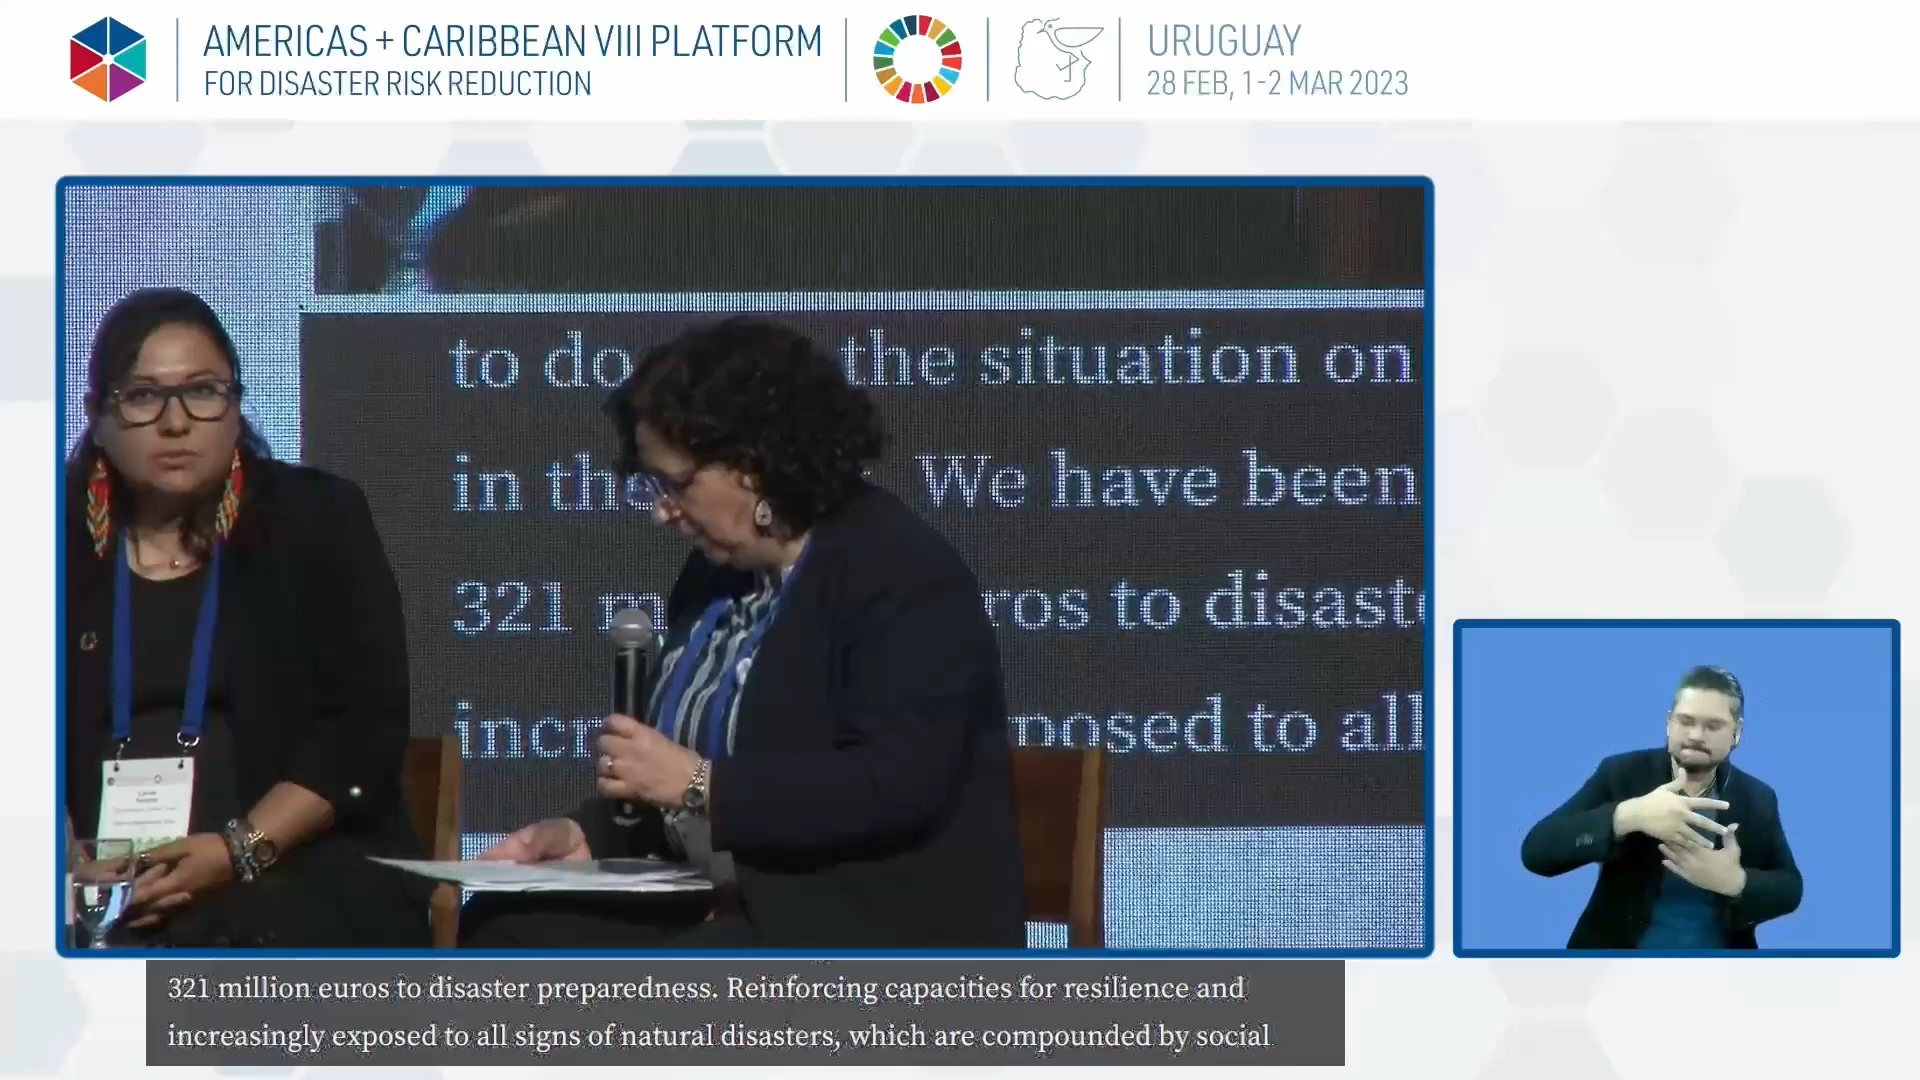 AMERICAS + CARIBBEAN VIII PLATFORM
FOR DISASTER RISK REDUCTION
URUGUAY
28 FEB, 1-2 MAR 2023
to do the situation on
in the We have been
321 ros to disaste
incr posed to all
321 million euros to disaster preparedness. Reinforcing capacities for resilience and
increasingly exposed to all signs of natural disasters, which are compounded by social